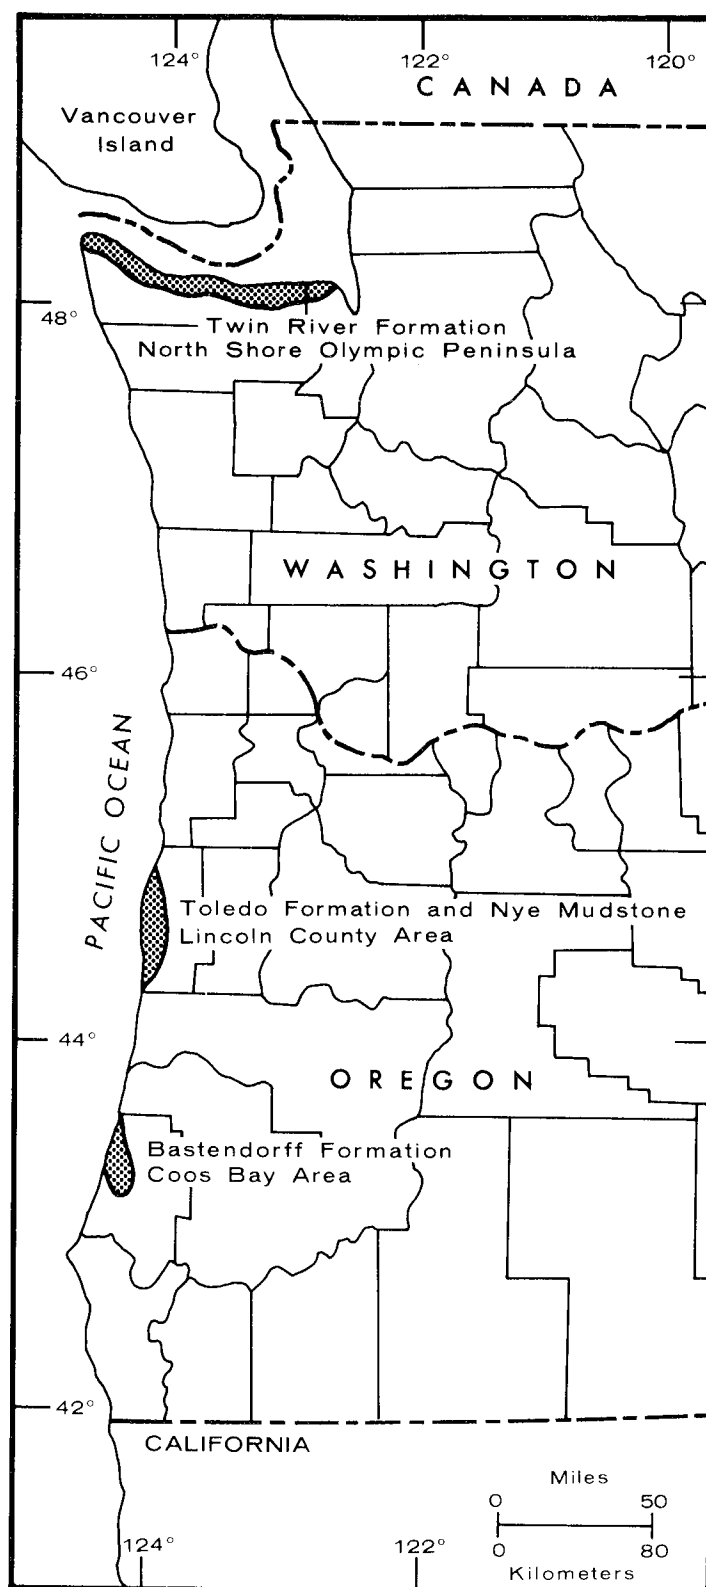 124° 122° 120°
CANADA
Vancouver
Island
48°
Twin River Formation
North Shore Olympic Peninsula
WASHINGTON
46°
PACIFIC OCEAN
Toledo Formation and Nye Mudstone
Lincoln County Area
44°
OREGON
Bastendorff Formation
Coos Bay Area
42°
CALIFORNIA
Miles
0 50
0 80
Kilometers
124° 122°